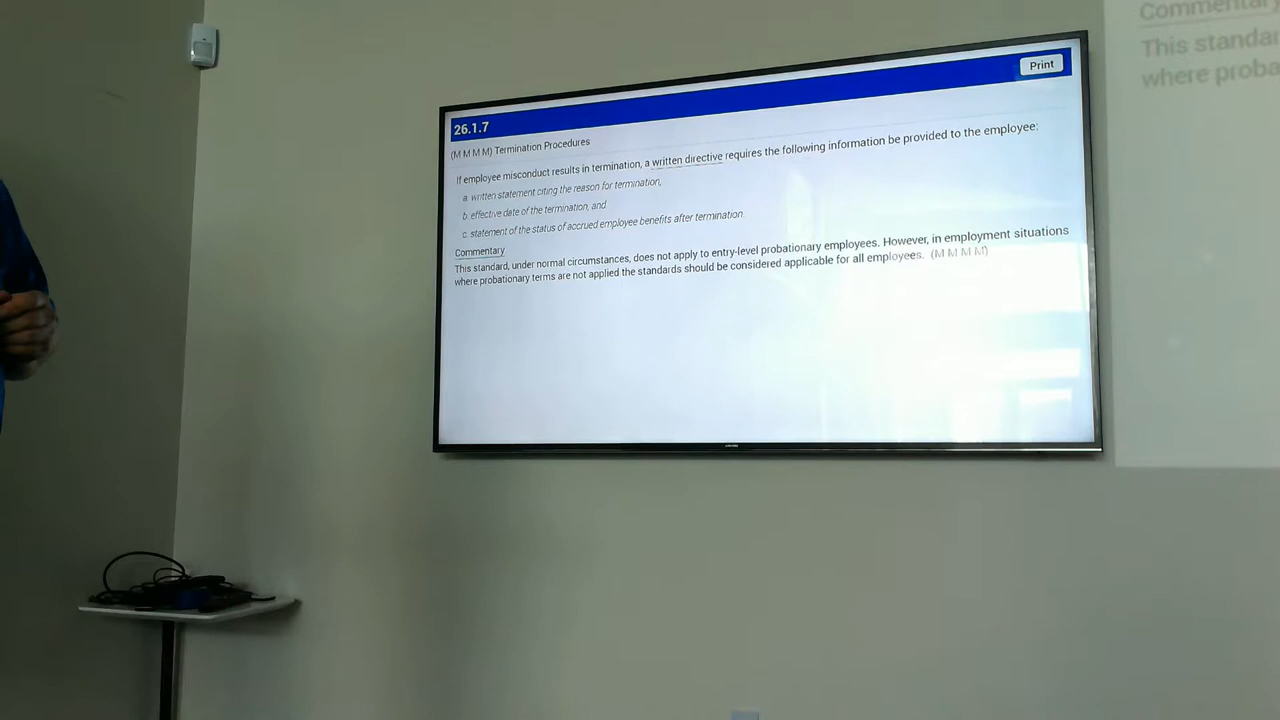 26.1.7
Print
(M M M M) Termination Procedures
If employee misconduct results in termination, a written directive requires the following information be provided to the employee:
a. written statement citing the reason for termination,
b. effective date of the termination, and
c. statement of the status of accrued employee benefits after termination.
Commentary
This standard, under normal circumstances, does not apply to entry-level probationary employees. However, in employment situations
where probationary terms are not applied the standards should be considered applicable for all employees. (M M M M)
Commentary
This standar
where proba